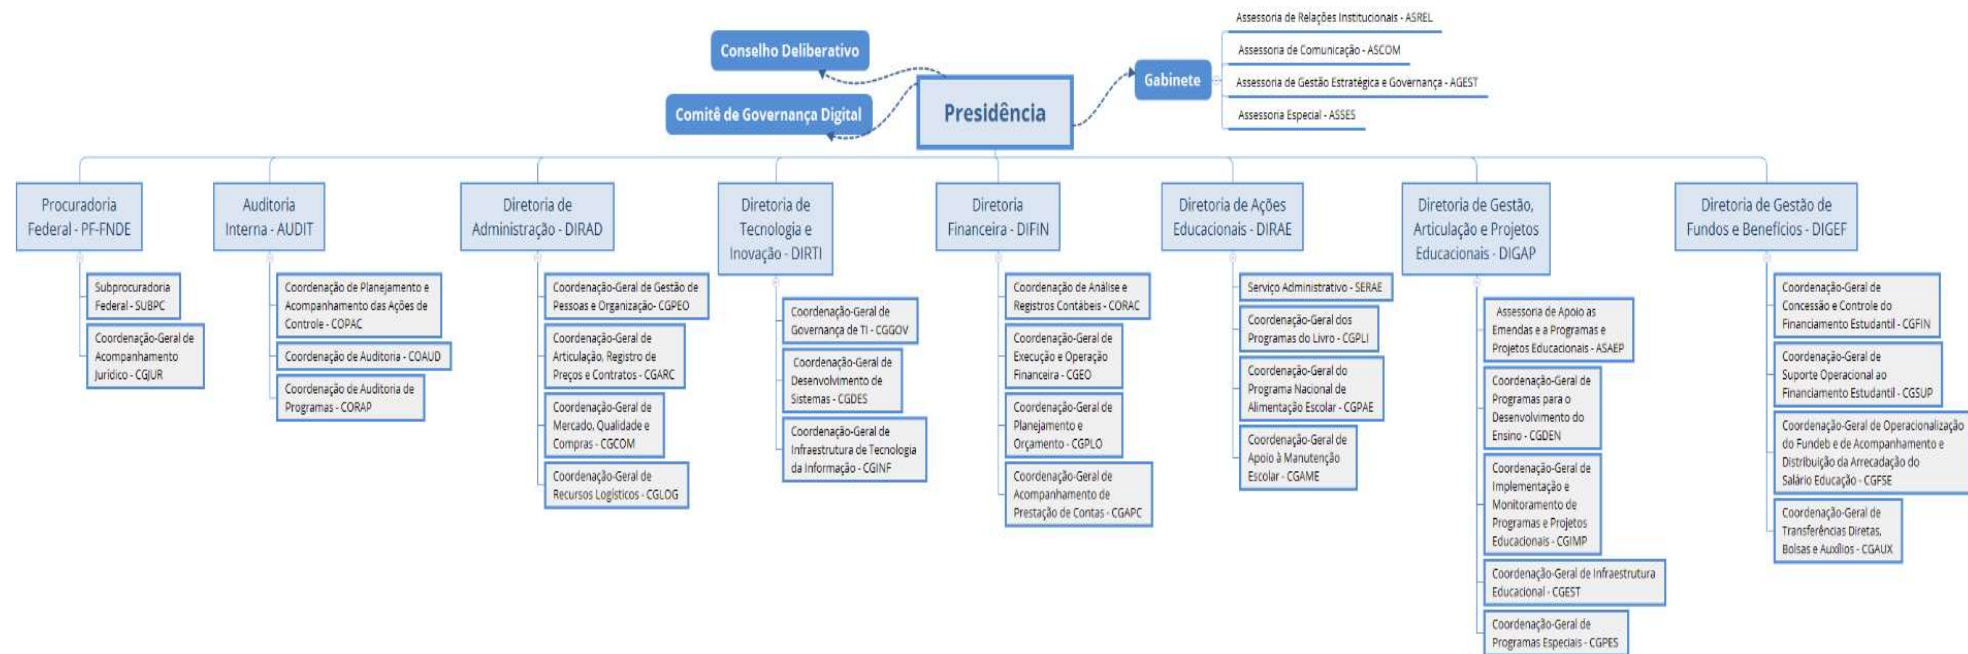 Conselho Deliberativo
Comitê de Governança Digital
Presidência
Gabinete
Assessoria de Relações Institucionais - ASREL
Assessoria de Comunicação - ASCOM
Assessoria de Gestão Estratégica e Governança - AGEST
Assessoria Especial - ASSES
Procuradoria
Federal - PF-FNDE
Subprocuradoria
Federal - SUBPC
Coordenação-Geral de
Acompanhamento
Jurídico - CGJUR
Auditoria
Interna - AUDIT
Coordenação de Planejamento e
Acompanhamento das Ações de
Controle - COPAC
Coordenação de Auditoria - COAUD
Coordenação de Auditoria de
Programas - CORAP
Diretoria de
Administração - DIRAD
Coordenação-Geral de Gestão de
Pessoas e Organização- CGPEO
Coordenação-Geral de
Articulação, Registro de
Preços e Contratos - CGARC
Coordenação-Geral de
Mercado, Qualidade e
Compras - CGCOM
Coordenação-Geral de
Recursos Logísticos - CGLOG
Diretoria de
Tecnologia e
Inovação - DIRTI
Coordenação-Geral de
Governança de TI - CGGOV
Coordenação-Geral de
Desenvolvimento de
Sistemas - CGDES
Coordenação-Geral de
Infraestrutura de Tecnologia
da Informação - CGINF
Diretoria
Financeira - DIFIN
Coordenação de Análise e
Registros Contábeis - CORAC
Coordenação-Geral de
Execução e Operação
Financeira - CGEO
Coordenação-Geral de
Planejamento e
Orçamento - CGPLO
Coordenação-Geral de
Acompanhamento de
Prestação de Contas - CGAPC
Diretoria de Ações
Educacionais - DIRAE
Serviço Administrativo - SERAE
Coordenação-Geral dos
Programas do Livro - CGPLI
Coordenação-Geral do
Programa Nacional de
Alimentação Escolar - CGPAE
Coordenação-Geral de
Apoio à Manutenção
Escolar - CGAME
Diretoria de Gestão,
Articulação e Projetos
Educacionais - DIGAP
Assessoria de Apoio as
Emendas e a Programas e
Projetos Educacionais - ASAEP
Coordenação-Geral de
Programas para o
Desenvolvimento do
Ensino - CGDEN
Coordenação-Geral de
Implementação e
Monitoramento de
Programas e Projetos
Educacionais - CGIMP
Coordenação-Geral de Infraestrutura
Educacional - CGEST
Coordenação-Geral de
Programas Especiais - CGPES
Diretoria de Gestão de
Fundos e Benefícios - DIGEF
Coordenação-Geral de
Concessão e Controle do
Financiamento Estudantil - CGFIN
Coordenação-Geral de
Suporte Operacional ao
Financiamento Estudantil - CGSUP
Coordenação-Geral de Operacionalização
do Fundeb e de Acompanhamento e
Distribuição da Arrecadação do
Salário Educação - CGFSE
Coordenação-Geral de
Transferências Diretas,
Bolsas e Auxílios - CGAUX